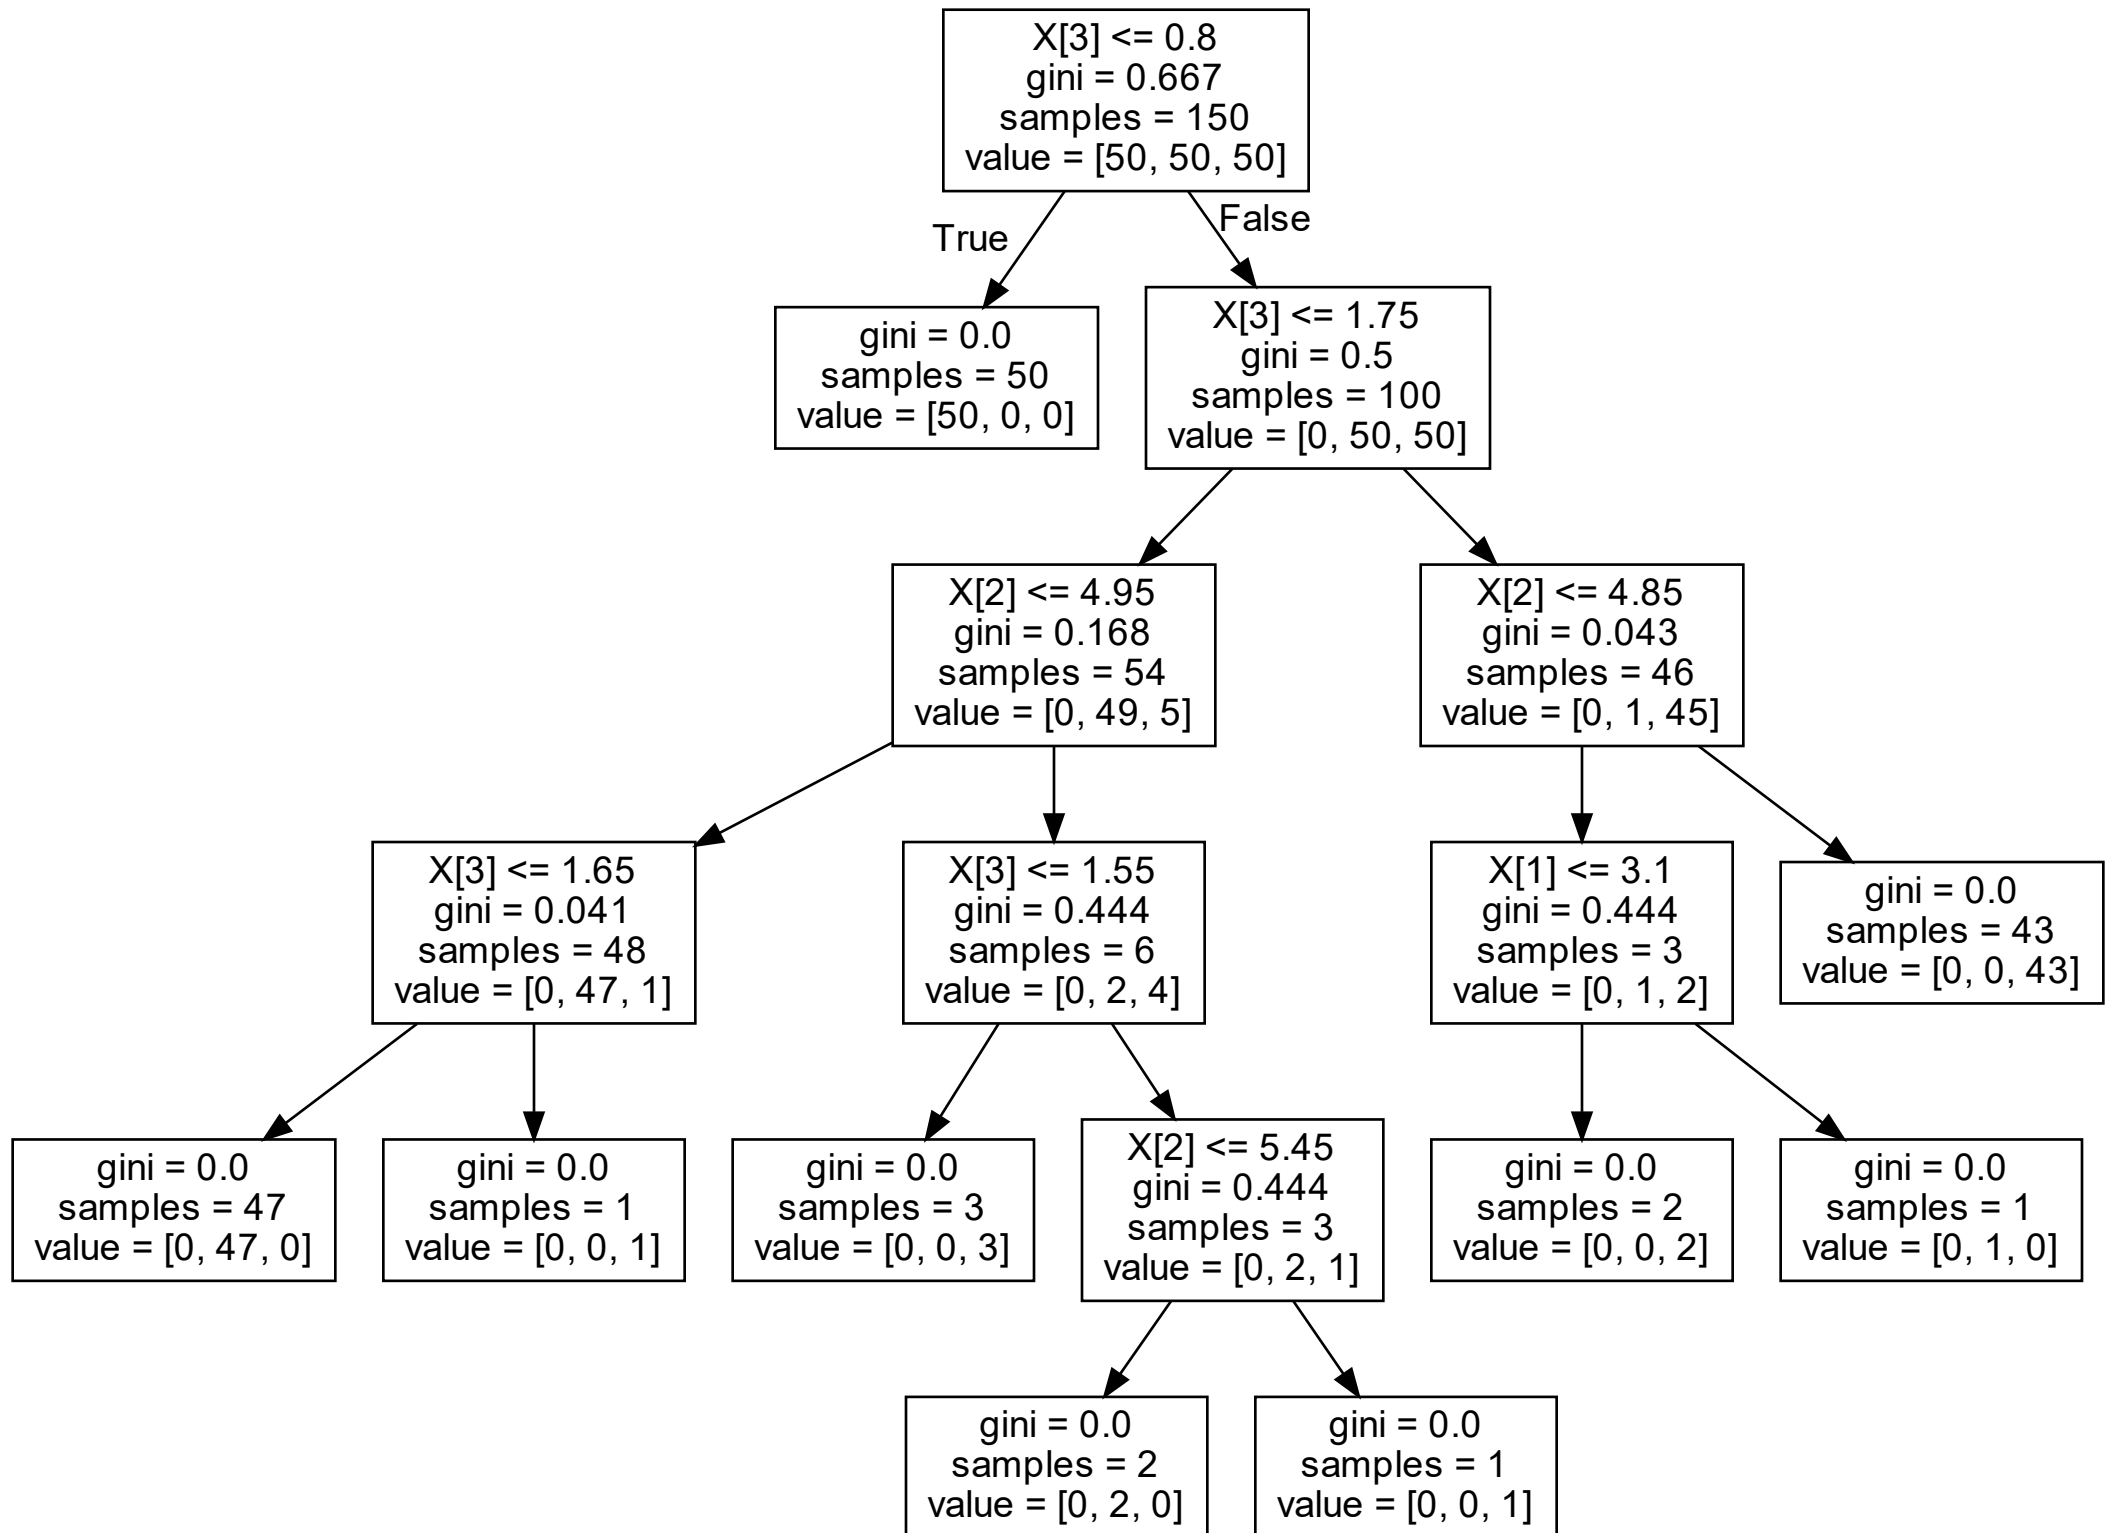 X[3] <= 0.8
gini = 0.667
samples = 150
value = [50, 50, 50]
True
False
gini = 0.0
samples = 50
value = [50, 0, 0]
X[3] <= 1.75
gini = 0.5
samples = 100
value = [0, 50, 50]
X[2] <= 4.95
gini = 0.168
samples = 54
value = [0, 49, 5]
X[2] <= 4.85
gini = 0.043
samples = 46
value = [0, 1, 45]
X[3] <= 1.65
gini = 0.041
samples = 48
value = [0, 47, 1]
X[3] <= 1.55
gini = 0.444
samples = 6
value = [0, 2, 4]
X[1] <= 3.1
gini = 0.444
samples = 3
value = [0, 1, 2]
gini = 0.0
samples = 43
value = [0, 0, 43]
gini = 0.0
samples = 47
value = [0, 47, 0]
gini = 0.0
samples = 1
value = [0, 0, 1]
gini = 0.0
samples = 3
value = [0, 0, 3]
X[2] <= 5.45
gini = 0.444
samples = 3
value = [0, 2, 1]
gini = 0.0
samples = 2
value = [0, 0, 2]
gini = 0.0
samples = 1
value = [0, 1, 0]
gini = 0.0
samples = 2
value = [0, 2, 0]
gini = 0.0
samples = 1
value = [0, 0, 1]